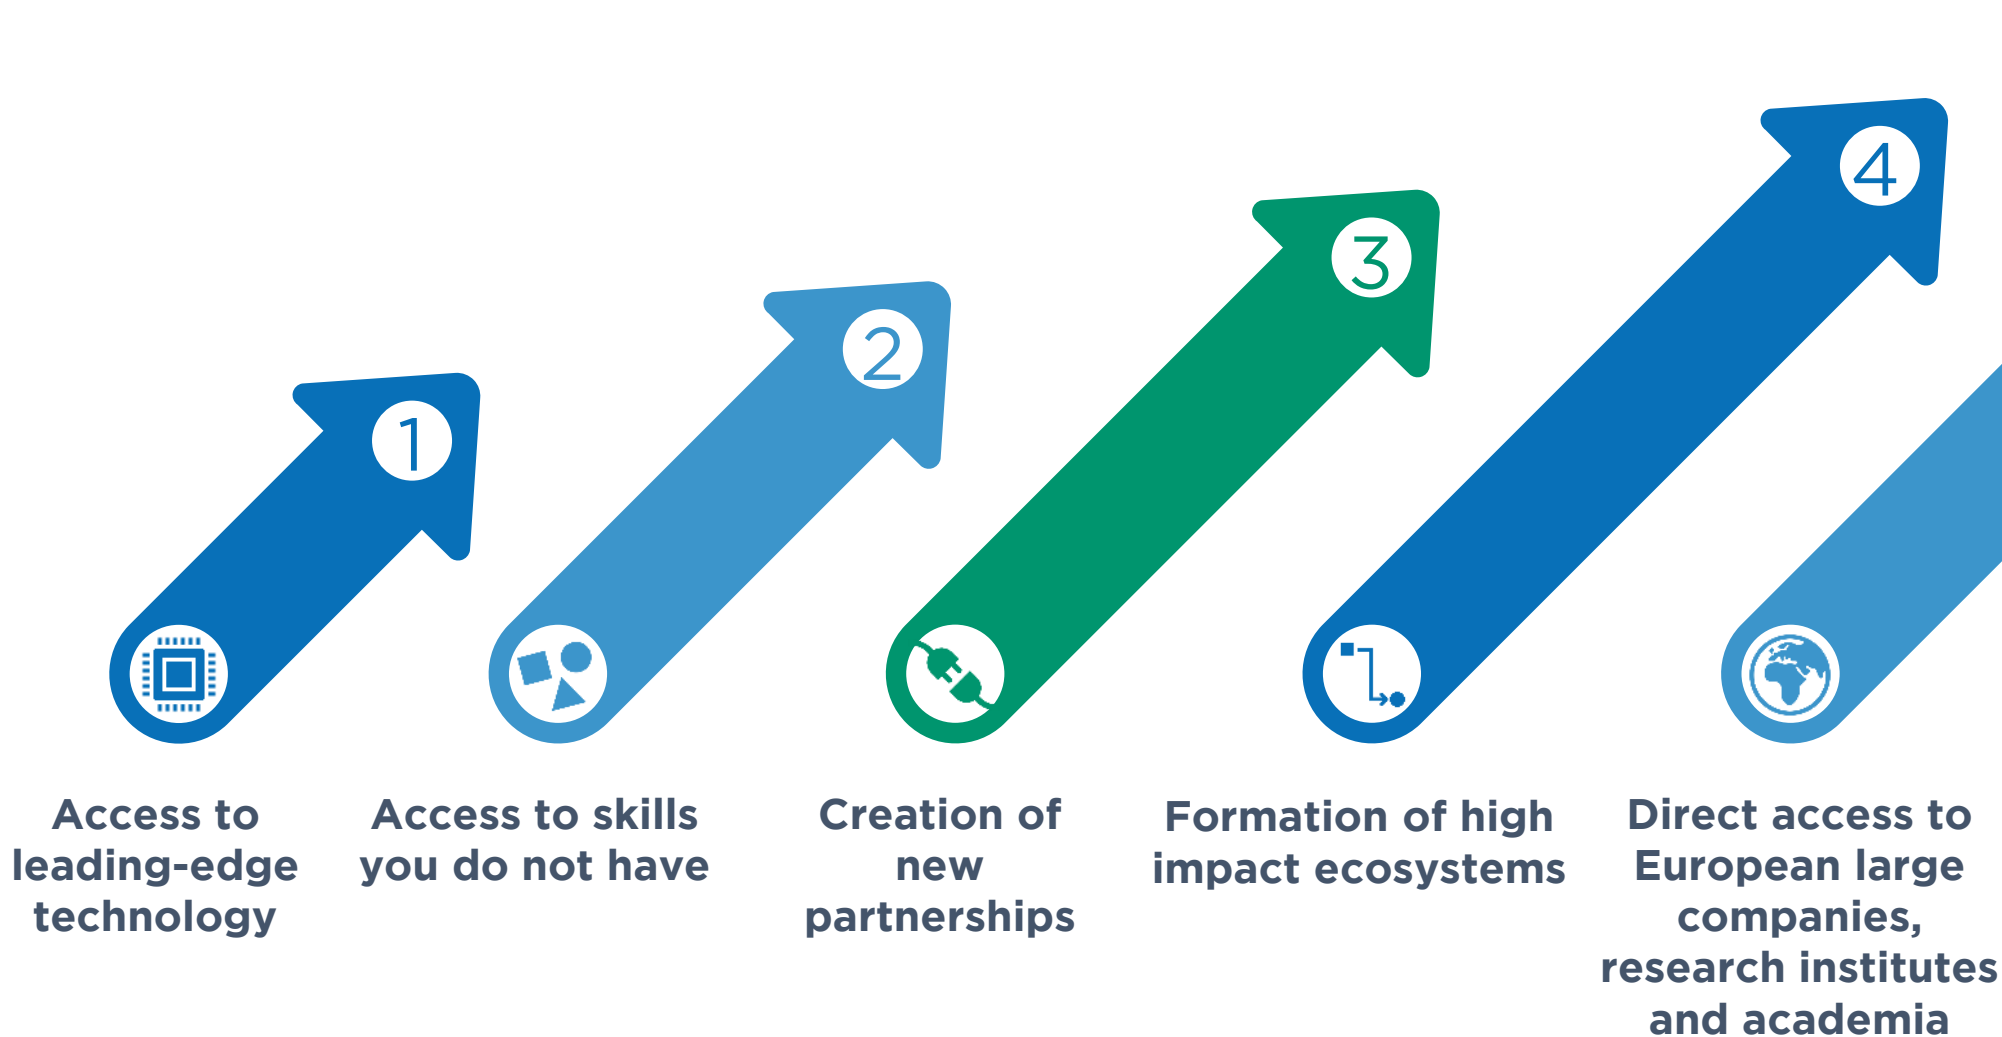 1
2
3
4
Access to
leading-edge
technology
Access to skills
you do not have
Creation of
new
partnerships
Formation of high
impact ecosystems
Direct access to
European large
companies,
research institutes
and academia